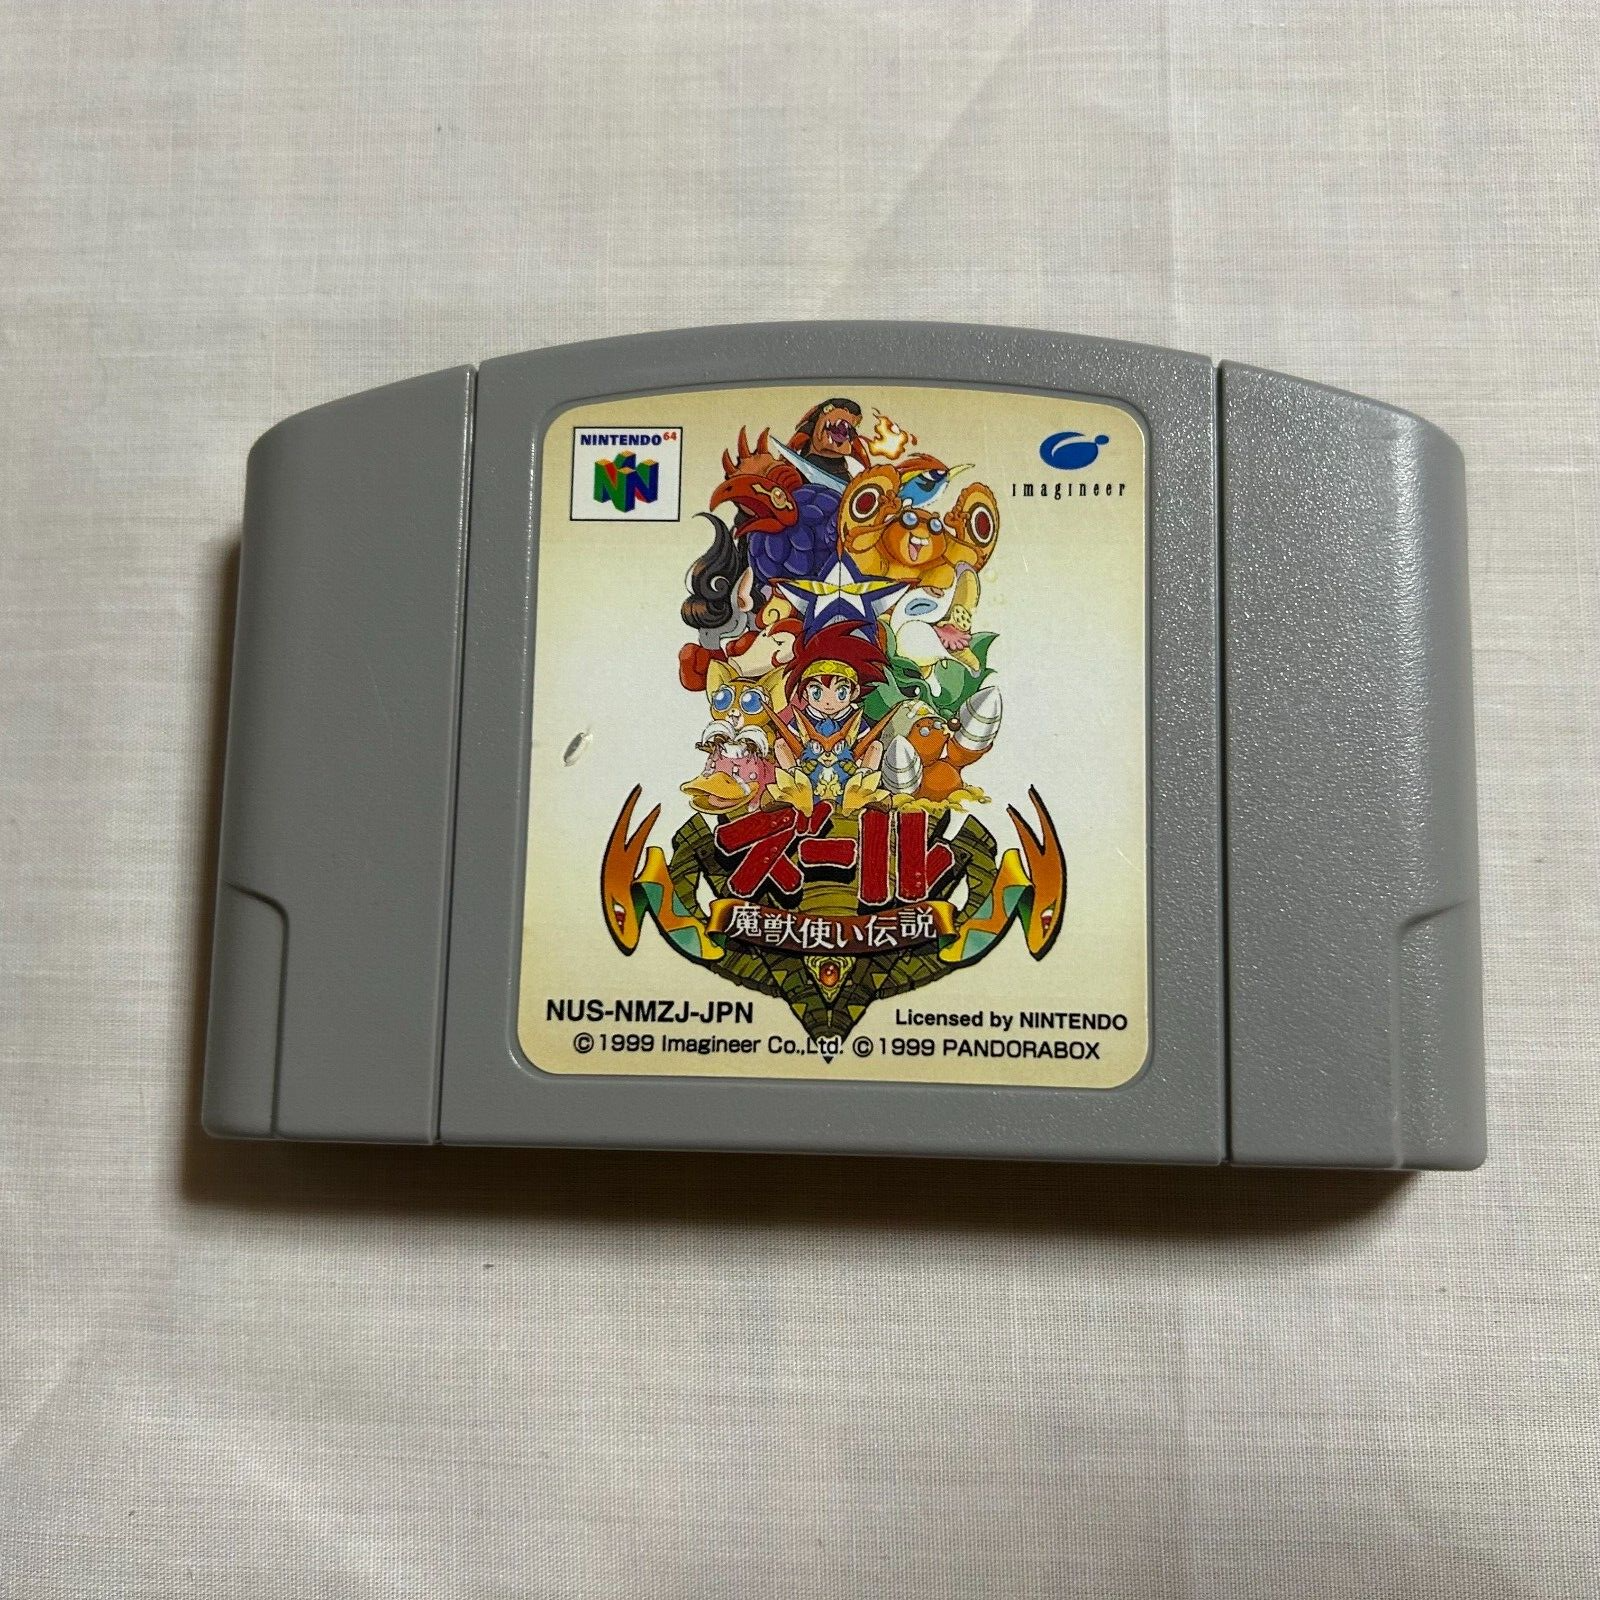 NINTENDO64
imagineer
ズール
魔獣使い伝説
NUS-NMZJ-JPN
Licensed by NINTENDO
©1999 Imagineer Co.,Ltd. ©1999 PANDORABOX